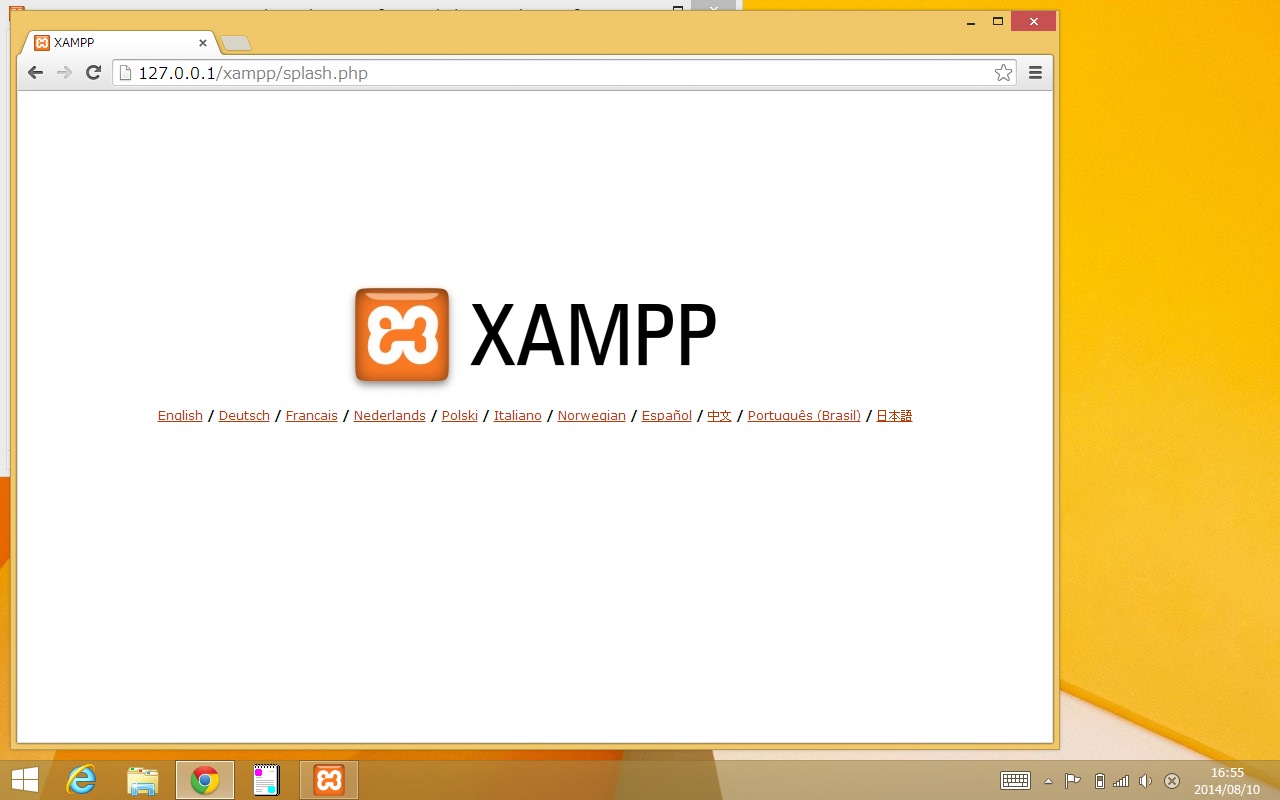 XAMPP
127.0.0.1/xampp/splash.php
XAMPP
English / Deutsch / Francais / Nederlands / Polski / Italiano / Norwegian / Español / 中文 / Português (Brasil) / 日本語
16:55
2014/08/10